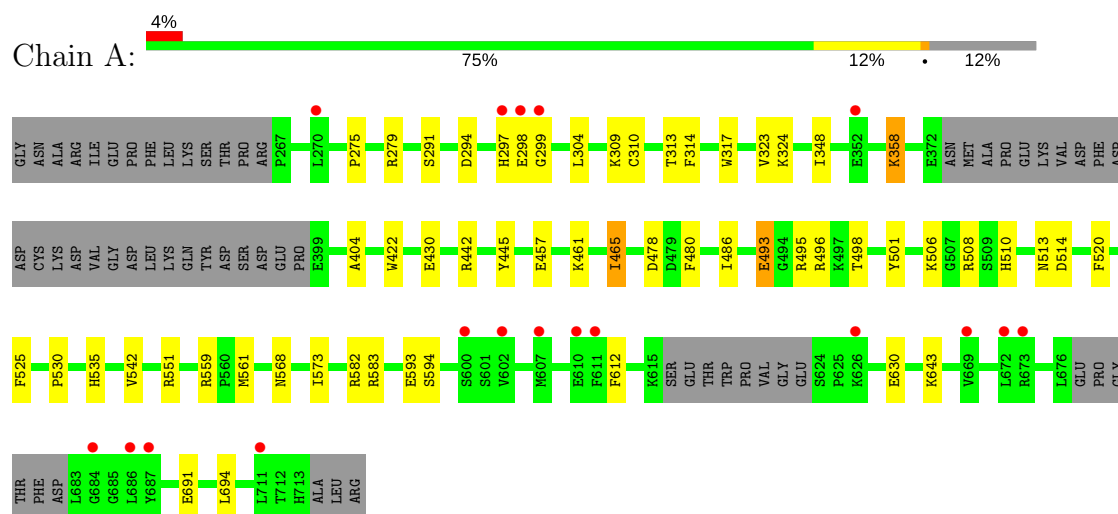 4%
Chain A:
75% 12% • 12%
GLY ASN ALA ARG ILE GLU PRO PHE LEU LYS SER THR PRO ARG P267 L270 P275 R279 S291 D294 H297 E298 G299 L304 K309 C310 T313 F314 W317 V323 K324 I348 E352 K358 E372 ASN MET ALA PRO GLU LYS VAL ASP PHE ASP
ASP CYS LYS ASP VAL GLY ASP LEU LYS GLN TYR ASP SER ASP GLU PRO E399 A404 W422 E430 R442 Y445 E457 K461 I465 D478 D479 F480 I486 E493 G494 R495 R496 K497 T498 Y501 K506 G507 R508 S509 H510 N513 D514 F520
F525 P530 H535 V542 R551 R559 P560 M561 N568 I573 R582 R583 E593 S594 S600 S601 V602 M607 E610 F611 F612 K615 SER GLU THR TRP PRO VAL GLY GLU S624 P625 K626 E630 K643 V669 L672 R673 L676 GLU PRO GLY
THR PHE ASP L683 G684 G685 L686 Y687 E691 L694 L711 T712 H713 ALA LEU ARG